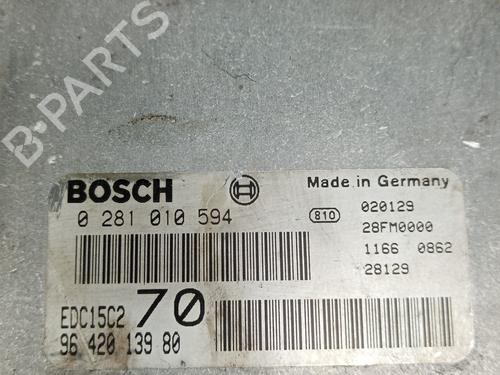 B-PARTS
BOSCH
Made in Germany
0 281 010 594
810
020129
28FM0000
1166 0862
28129
EDC15C2
70
96 420 139 80